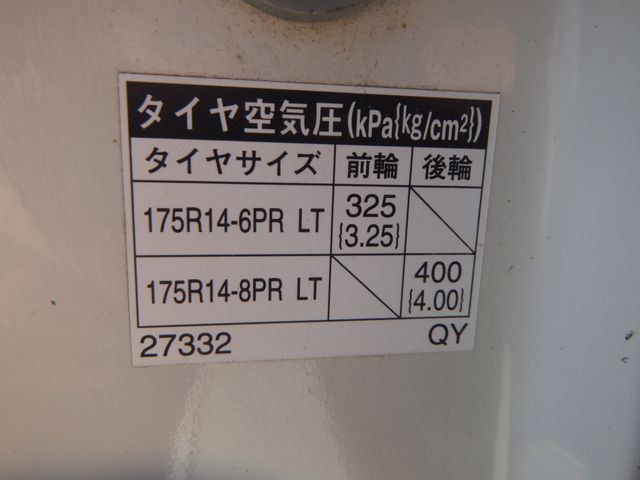 タイヤ空気圧(kPa{kg/cm²})
タイヤサイズ 前輪 後輪
175R14-6PR LT 325 {3.25}
175R14-8PR LT 400 {4.00}
27332 QY